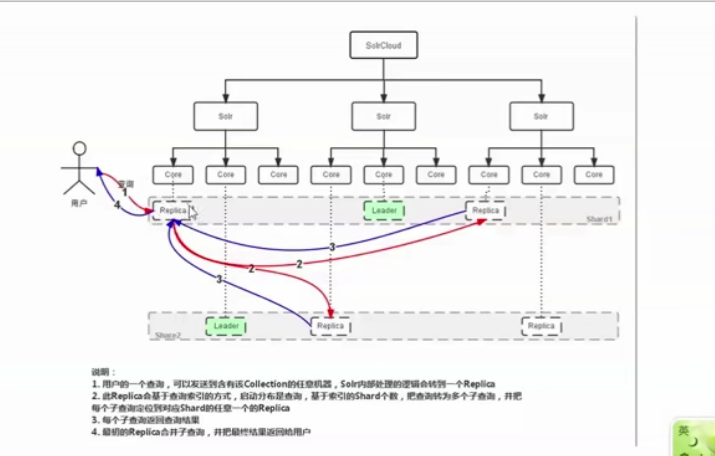 SolrCloud
Solr Solr Solr
Core Core Core Core Core Core Core Core Core
查询
1
用户
4
Replica Leader Replica
Shard1
3
2
2
3
Leader Replica Replica
Share2
说明：
1. 用户的一个查询，可以发送到含有该Collection的任意机器，Solr内部处理的逻辑会转到一个Replica
2. 此Replica会基于查询索引的方式，启动分布是查询，基于索引的Shard个数，把查询转为多个子查询，并把
每个子查询定位到对应Shard的任意一个的Replica
3. 每个子查询返回查询结果
4. 最初的Replica合并子查询，并把最终结果返回给用户
英